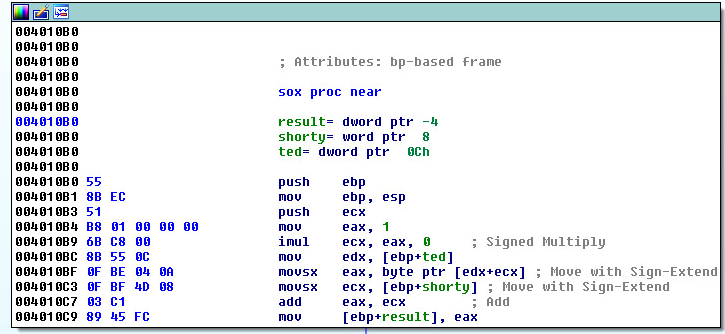 004010B0
004010B0
004010B0 ; Attributes: bp-based frame
004010B0
004010B0 sox proc near
004010B0
004010B0 result= dword ptr -4
004010B0 shorty= word ptr 8
004010B0 ted= dword ptr 0Ch
004010B0
004010B0 55 push ebp
004010B1 8B EC mov ebp, esp
004010B3 51 push ecx
004010B4 B8 01 00 00 00 mov eax, 1
004010B9 6B C8 00 imul ecx, eax, 0 ; Signed Multiply
004010BC 8B 55 0C mov edx, [ebp+ted]
004010BF 0F BE 04 0A movsx eax, byte ptr [edx+ecx] ; Move with Sign-Extend
004010C3 0F BF 4D 08 movsx ecx, [ebp+shorty] ; Move with Sign-Extend
004010C7 03 C1 add eax, ecx ; Add
004010C9 89 45 FC mov [ebp+result], eax